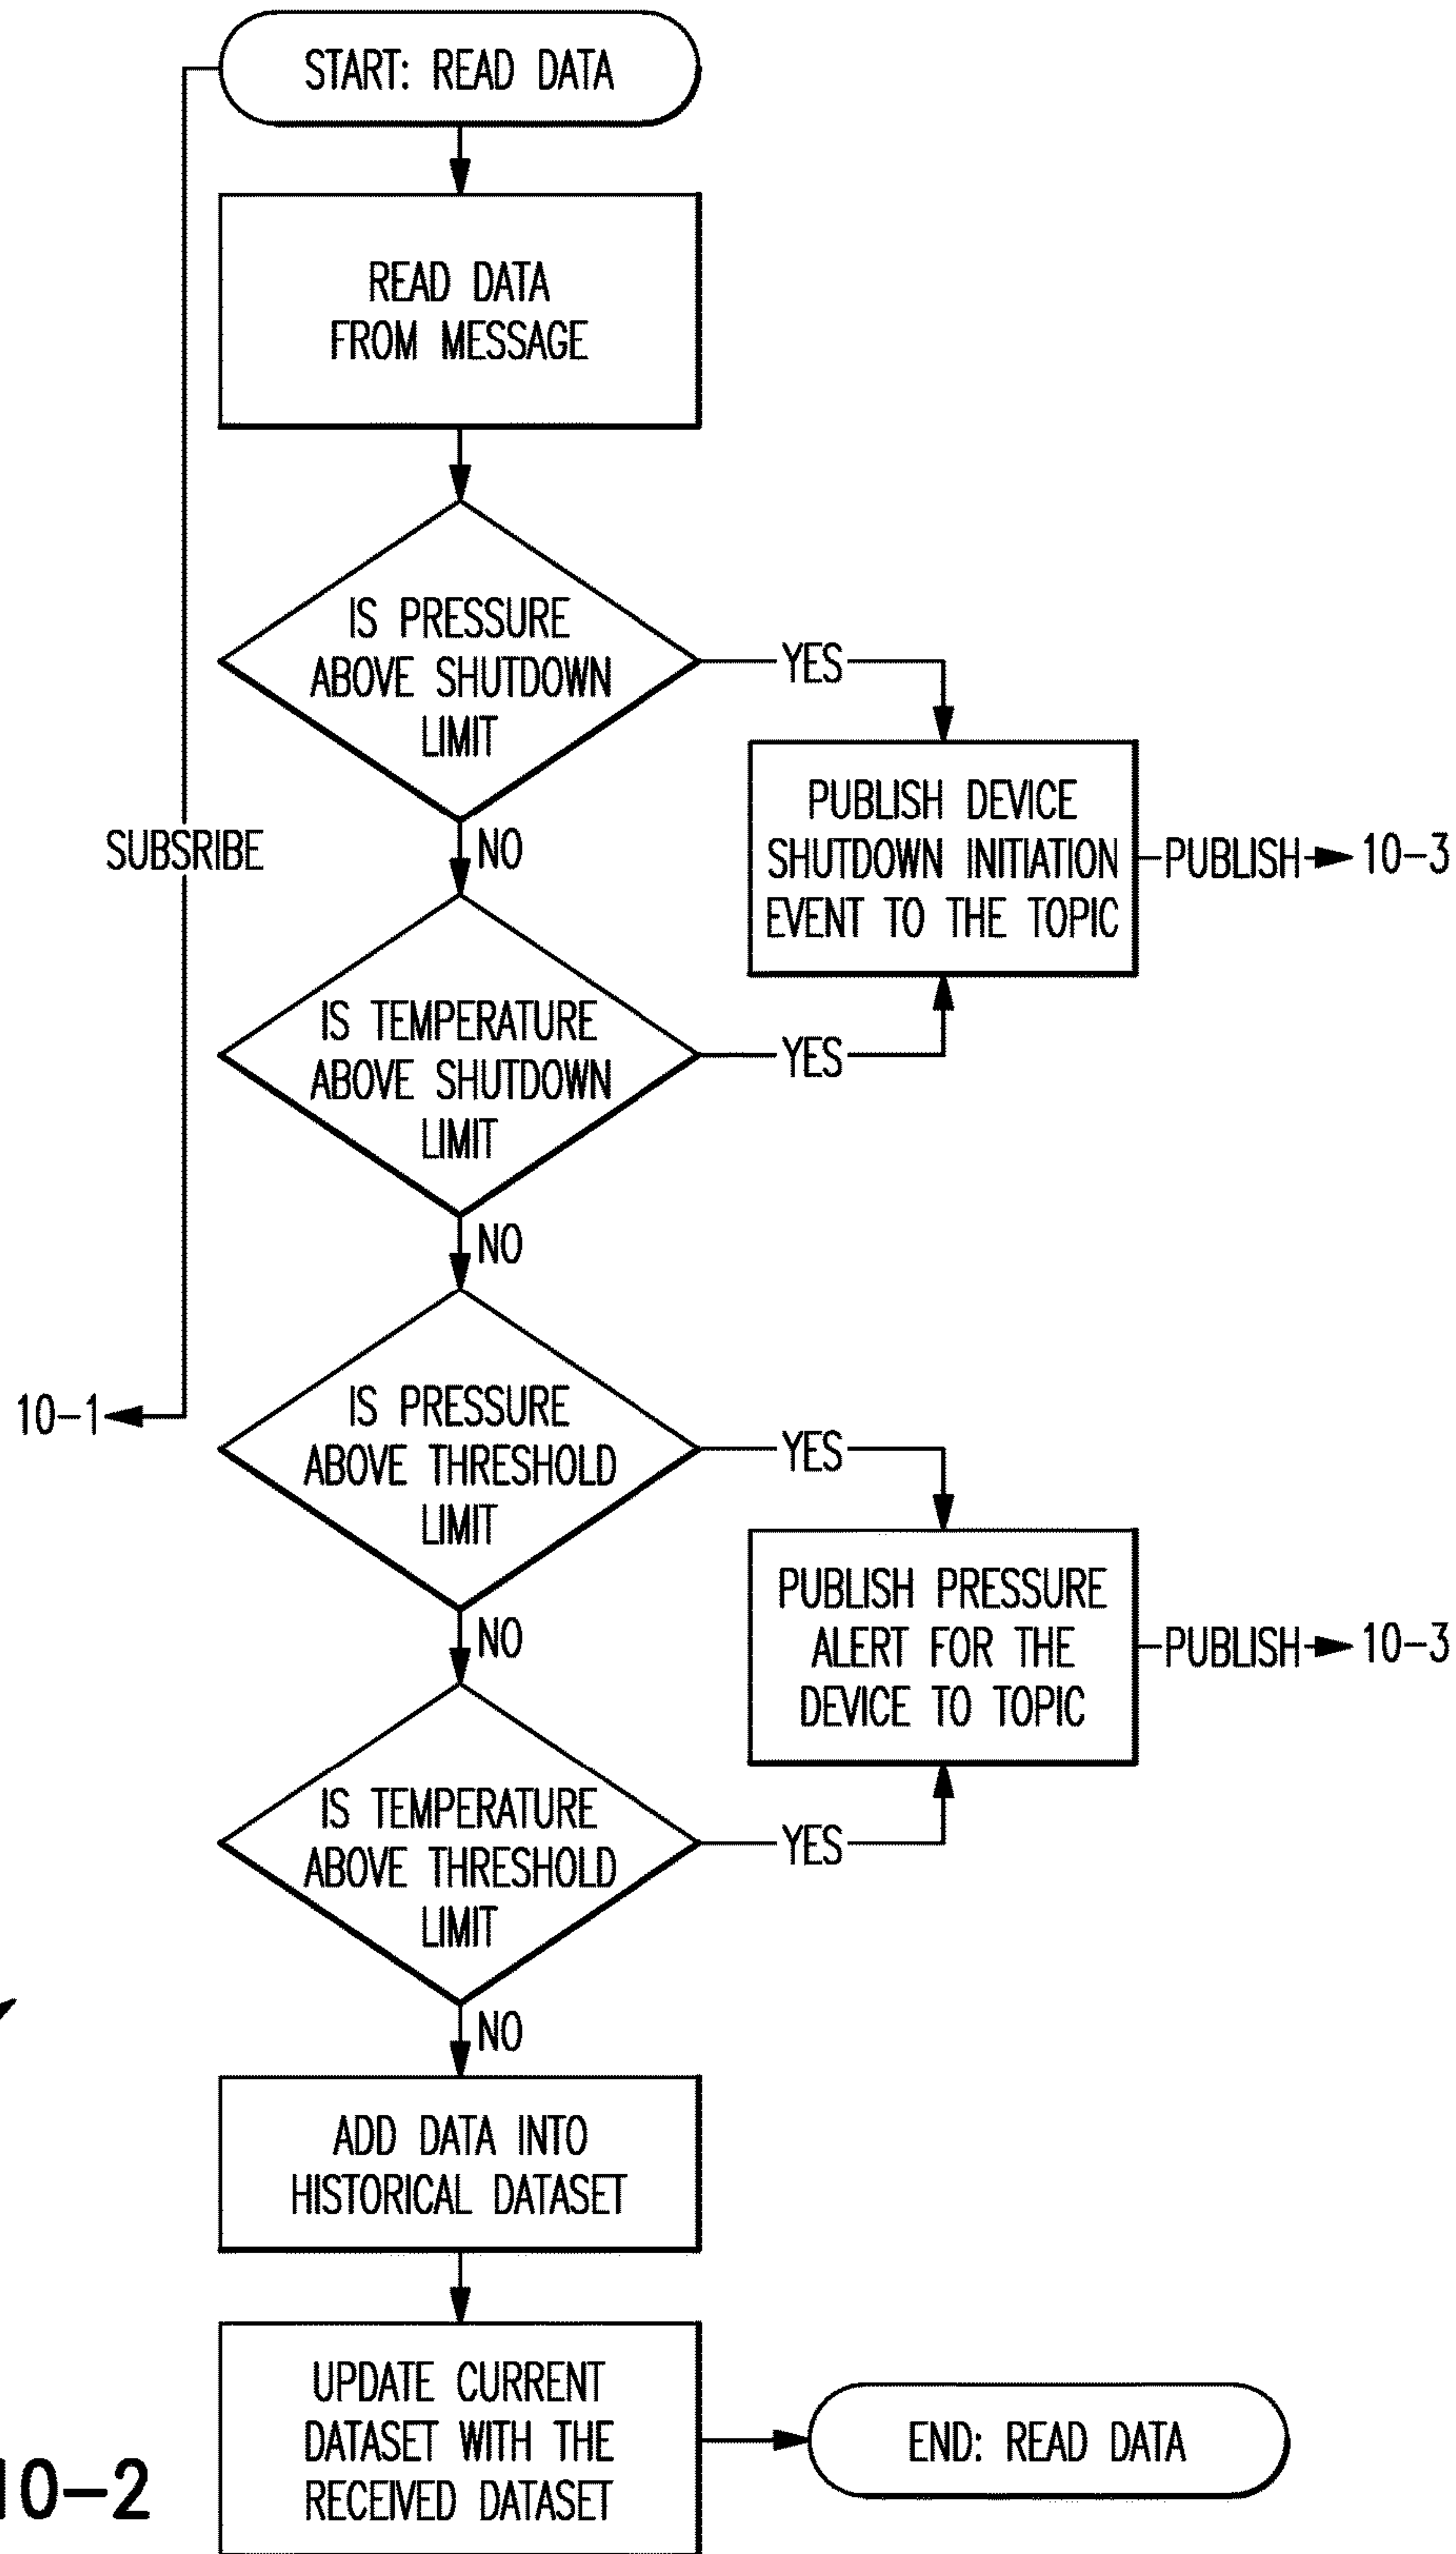 START: READ DATA
READ DATA
FROM MESSAGE
IS PRESSURE
ABOVE SHUTDOWN
LIMIT
YES
PUBLISH DEVICE
SHUTDOWN INITIATION
EVENT TO THE TOPIC
PUBLISH
10-3
NO
SUBSRIBE
IS TEMPERATURE
ABOVE SHUTDOWN
LIMIT
YES
NO
10-1
IS PRESSURE
ABOVE THRESHOLD
LIMIT
YES
PUBLISH PRESSURE
ALERT FOR THE
DEVICE TO TOPIC
PUBLISH
10-3
NO
IS TEMPERATURE
ABOVE THRESHOLD
LIMIT
YES
NO
ADD DATA INTO
HISTORICAL DATASET
UPDATE CURRENT
DATASET WITH THE
RECEIVED DATASET
END: READ DATA
10-2